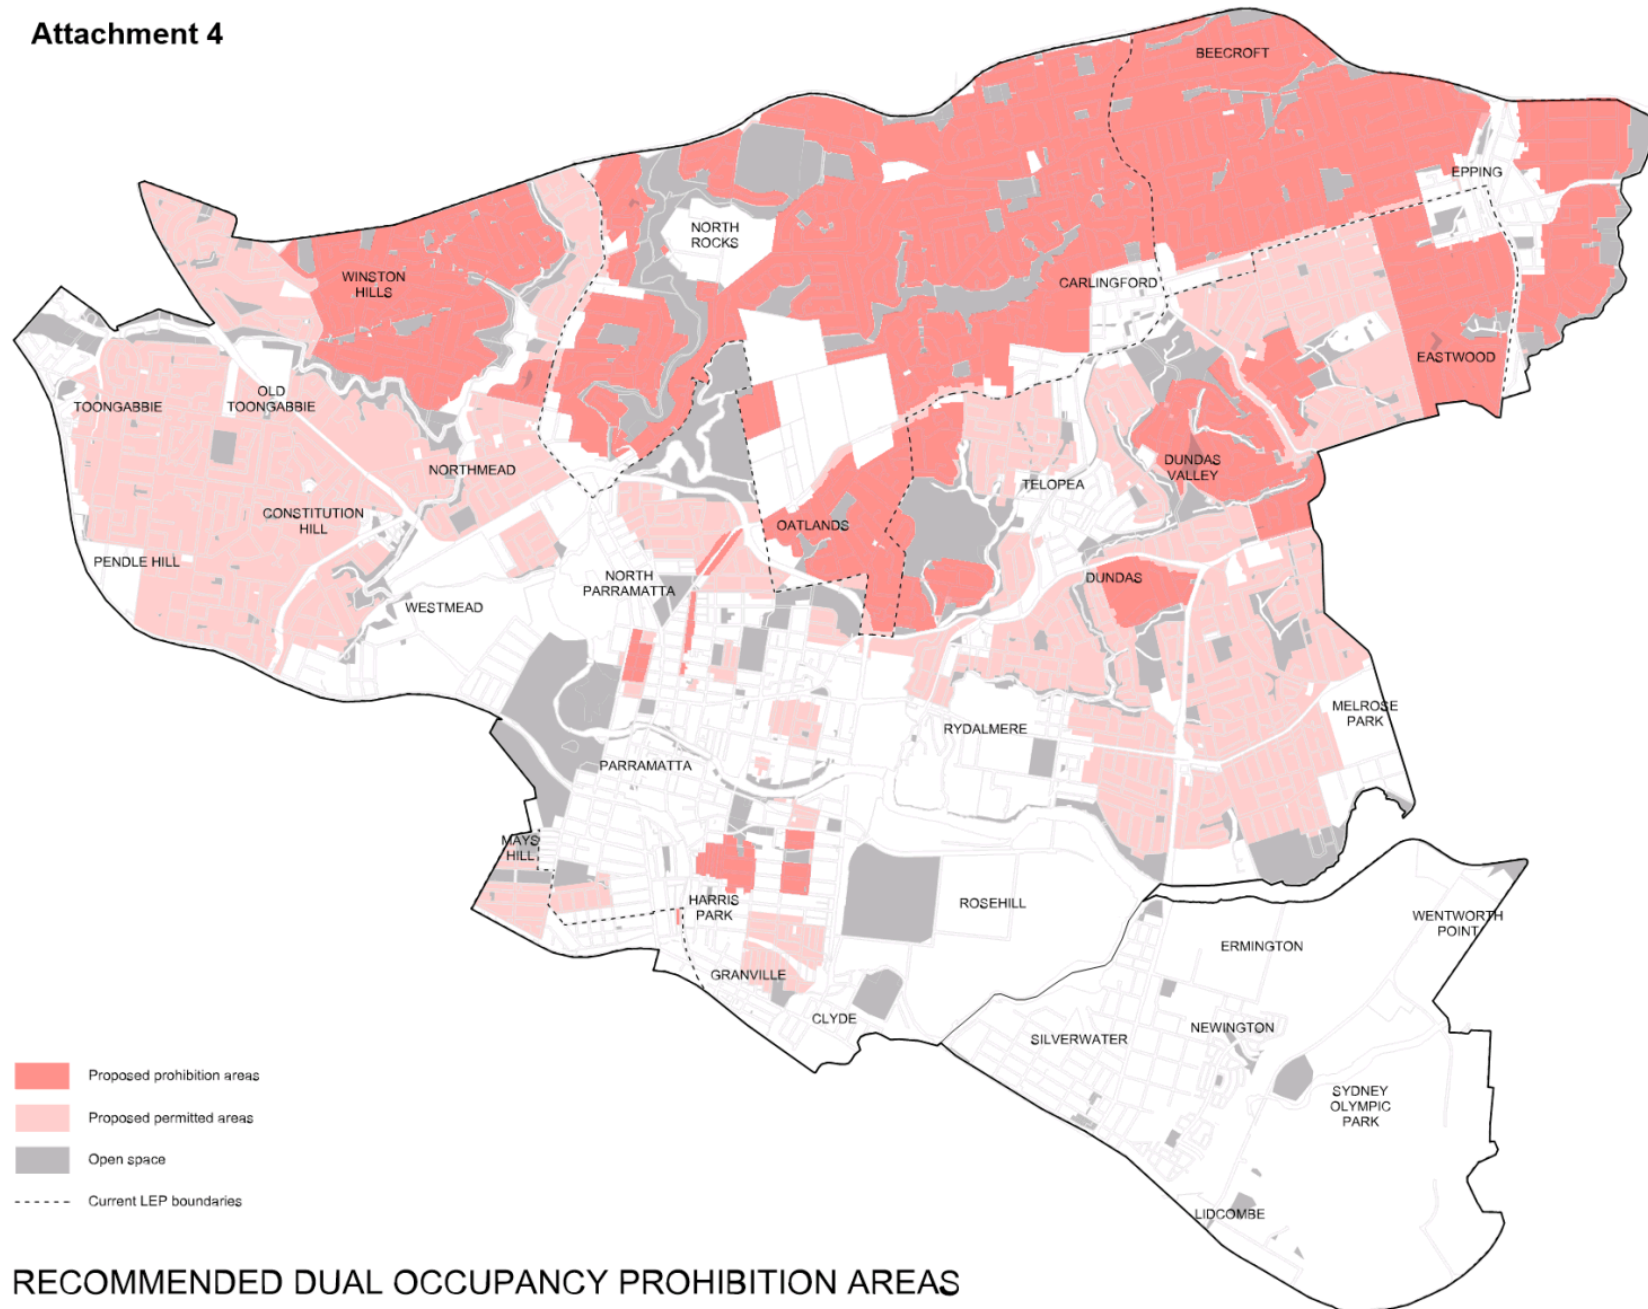 Attachment 4
BEECROFT
EPPING
NORTH
ROCKS
WINSTON
HILLS
CARLINGFORD
EASTWOOD
OLD
TOONGABBIE
TOONGABBIE
NORTHMEAD
DUNDAS
VALLEY
TELOPEA
CONSTITUTION
HILL
OATLANDS
PENDLE HILL
NORTH
PARRAMATTA
DUNDAS
WESTMEAD
MELROSE
PARK
RYDALMERE
PARRAMATTA
MAYS
HILL
HARRIS
PARK
ROSEHILL
WENTWORTH
POINT
ERMINGTON
GRANVILLE
CLYDE
NEWINGTON
SILVERWATER
SYDNEY
OLYMPIC
PARK
LIDCOMBE
Proposed prohibition areas
Proposed permitted areas
Open space
Current LEP boundaries
RECOMMENDED DUAL OCCUPANCY PROHIBITION AREAS